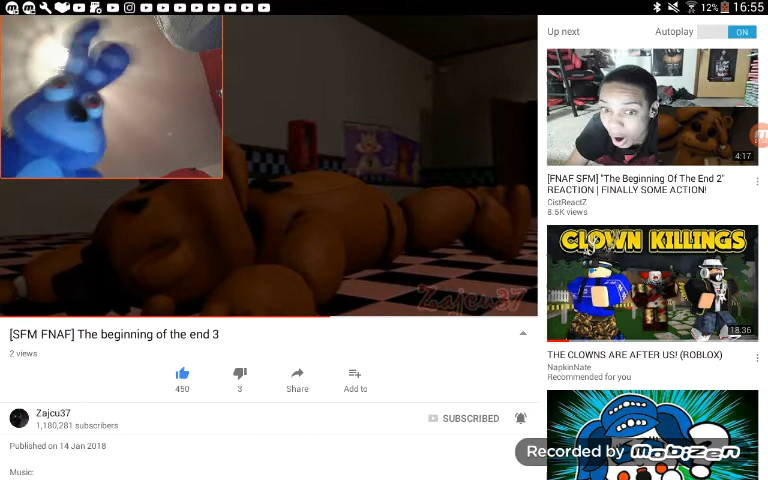 12% 16:55
Zajcu37
[SFM FNAF] The beginning of the end 3
2 views
450
3
Share
Add to
Zajcu37
1,180,281 subscribers
SUBSCRIBED
Published on 14 Jan 2018
Music:
Up next
Autoplay
ON
4:17
[FNAF SFM] "The Beginning Of The End 2"
REACTION | FINALLY SOME ACTION!
CistReactZ
8.5K views
CLOWN KILLINGS
18:36
THE CLOWNS ARE AFTER US! (ROBLOX)
NapkinNate
Recommended for you
Recorded by Mobizen